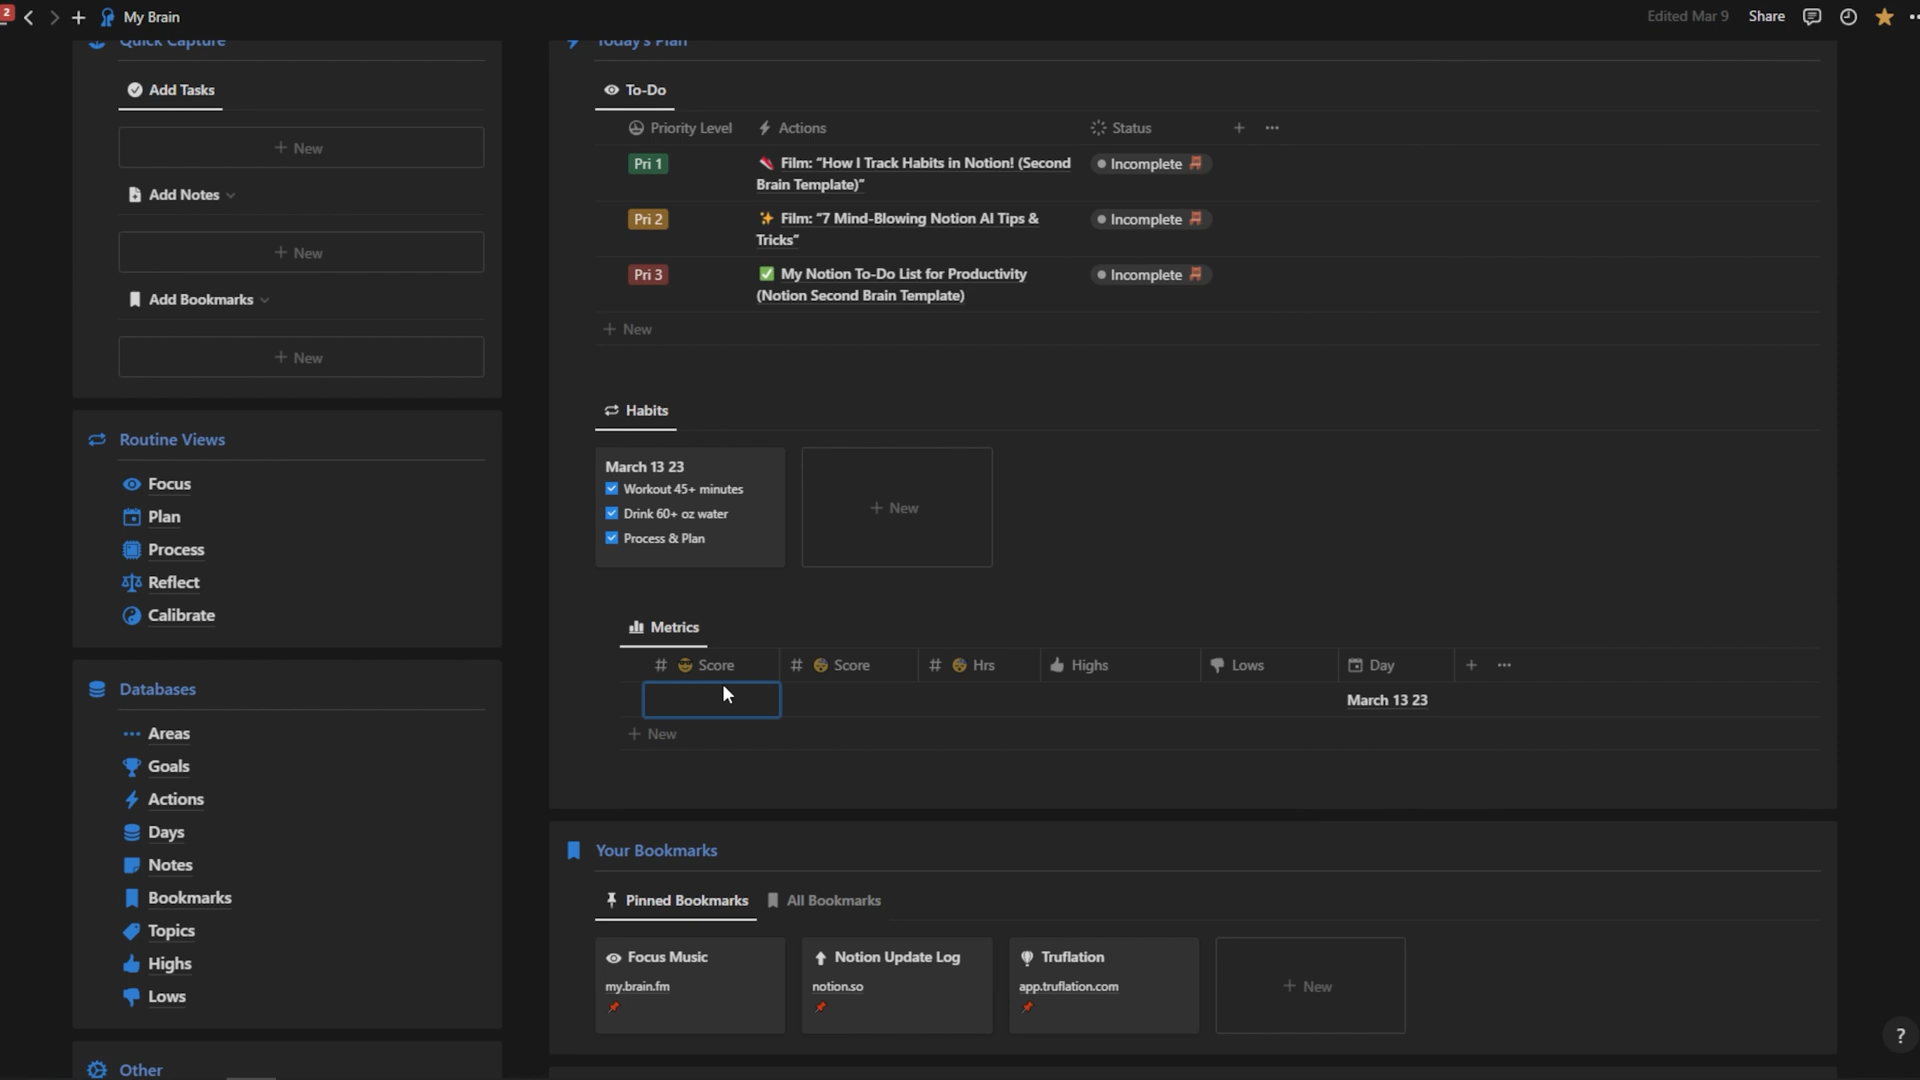 2
My Brain
Edited Mar 9
Share
Quick Capture
Add Tasks
+ New
Add Notes
+ New
Add Bookmarks
+ New
Routine Views
Focus
Plan
Process
Reflect
Calibrate
Databases
Areas
Goals
Actions
Days
Notes
Bookmarks
Topics
Highs
Lows
Other
Today's Plan
To-Do
Priority Level Actions Status + •••
Pri 1 Film: "How I Track Habits in Notion! (Second Incomplete
Brain Template)"
Pri 2 Film: "7 Mind-Blowing Notion AI Tips & Incomplete
Tricks"
Pri 3 My Notion To-Do List for Productivity Incomplete
(Notion Second Brain Template)
+ New
Habits
March 13 23
Workout 45+ minutes
Drink 60+ oz water
Process & Plan
+ New
Metrics
# Score # Score # Hrs Highs Lows Day + •••
March 13 23
+ New
Your Bookmarks
Pinned Bookmarks All Bookmarks
Focus Music
my.brain.fm
Notion Update Log
notion.so
Truflation
app.truflation.com
+ New
?